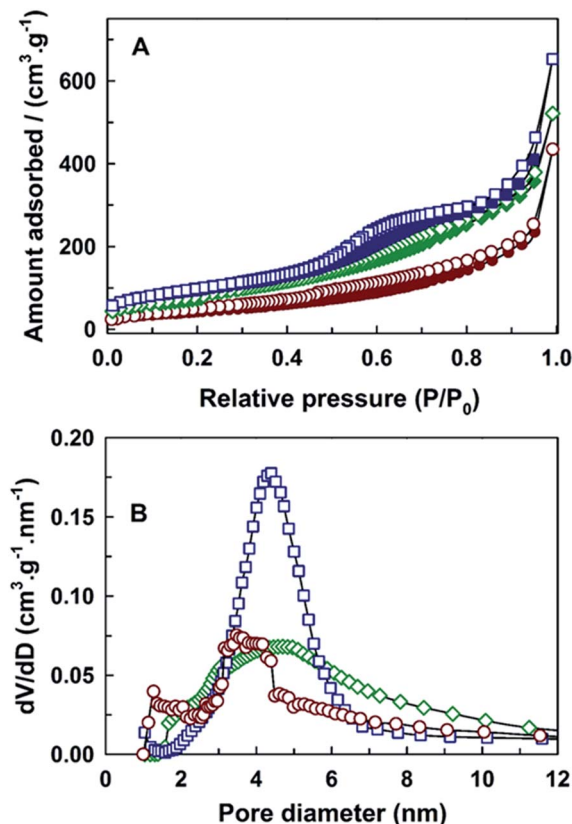 A
600
400
200
0
Amount adsorbed / (cm³.g⁻¹)
0.0 0.2 0.4 0.6 0.8 1.0
Relative pressure (P/P₀)
B
0.20
0.15
0.10
0.05
0.00
dV/dD (cm³.g⁻¹.nm⁻¹)
0 2 4 6 8 10 12
Pore diameter (nm)